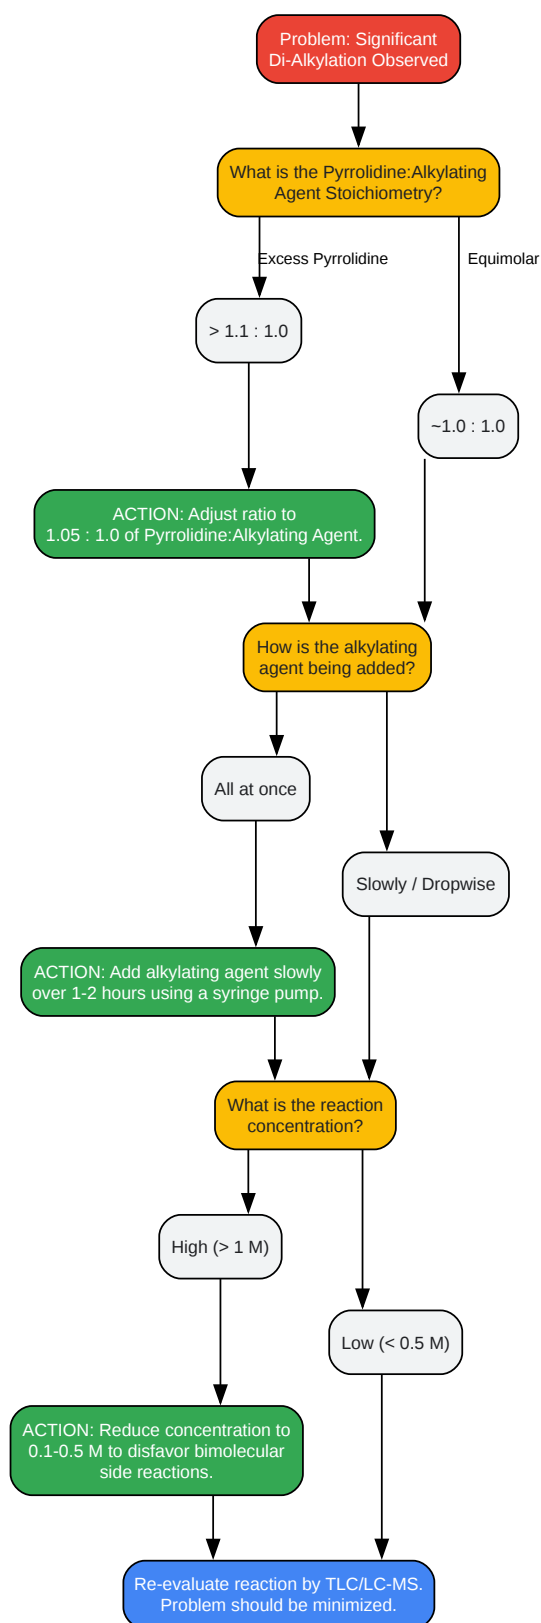 Problem: Significant
Di-Alkylation Observed
What is the Pyrrolidine:Alkylating
Agent Stoichiometry?
Excess Pyrrolidine
Equimolar
> 1.1 : 1.0
~1.0 : 1.0
ACTION: Adjust ratio to
1.05 : 1.0 of Pyrrolidine:Alkylating Agent.
How is the alkylating
agent being added?
All at once
Slowly / Dropwise
ACTION: Add alkylating agent slowly
over 1-2 hours using a syringe pump.
What is the reaction
concentration?
High (> 1 M)
Low (< 0.5 M)
ACTION: Reduce concentration to
0.1-0.5 M to disfavor bimolecular
side reactions.
Re-evaluate reaction by TLC/LC-MS.
Problem should be minimized.